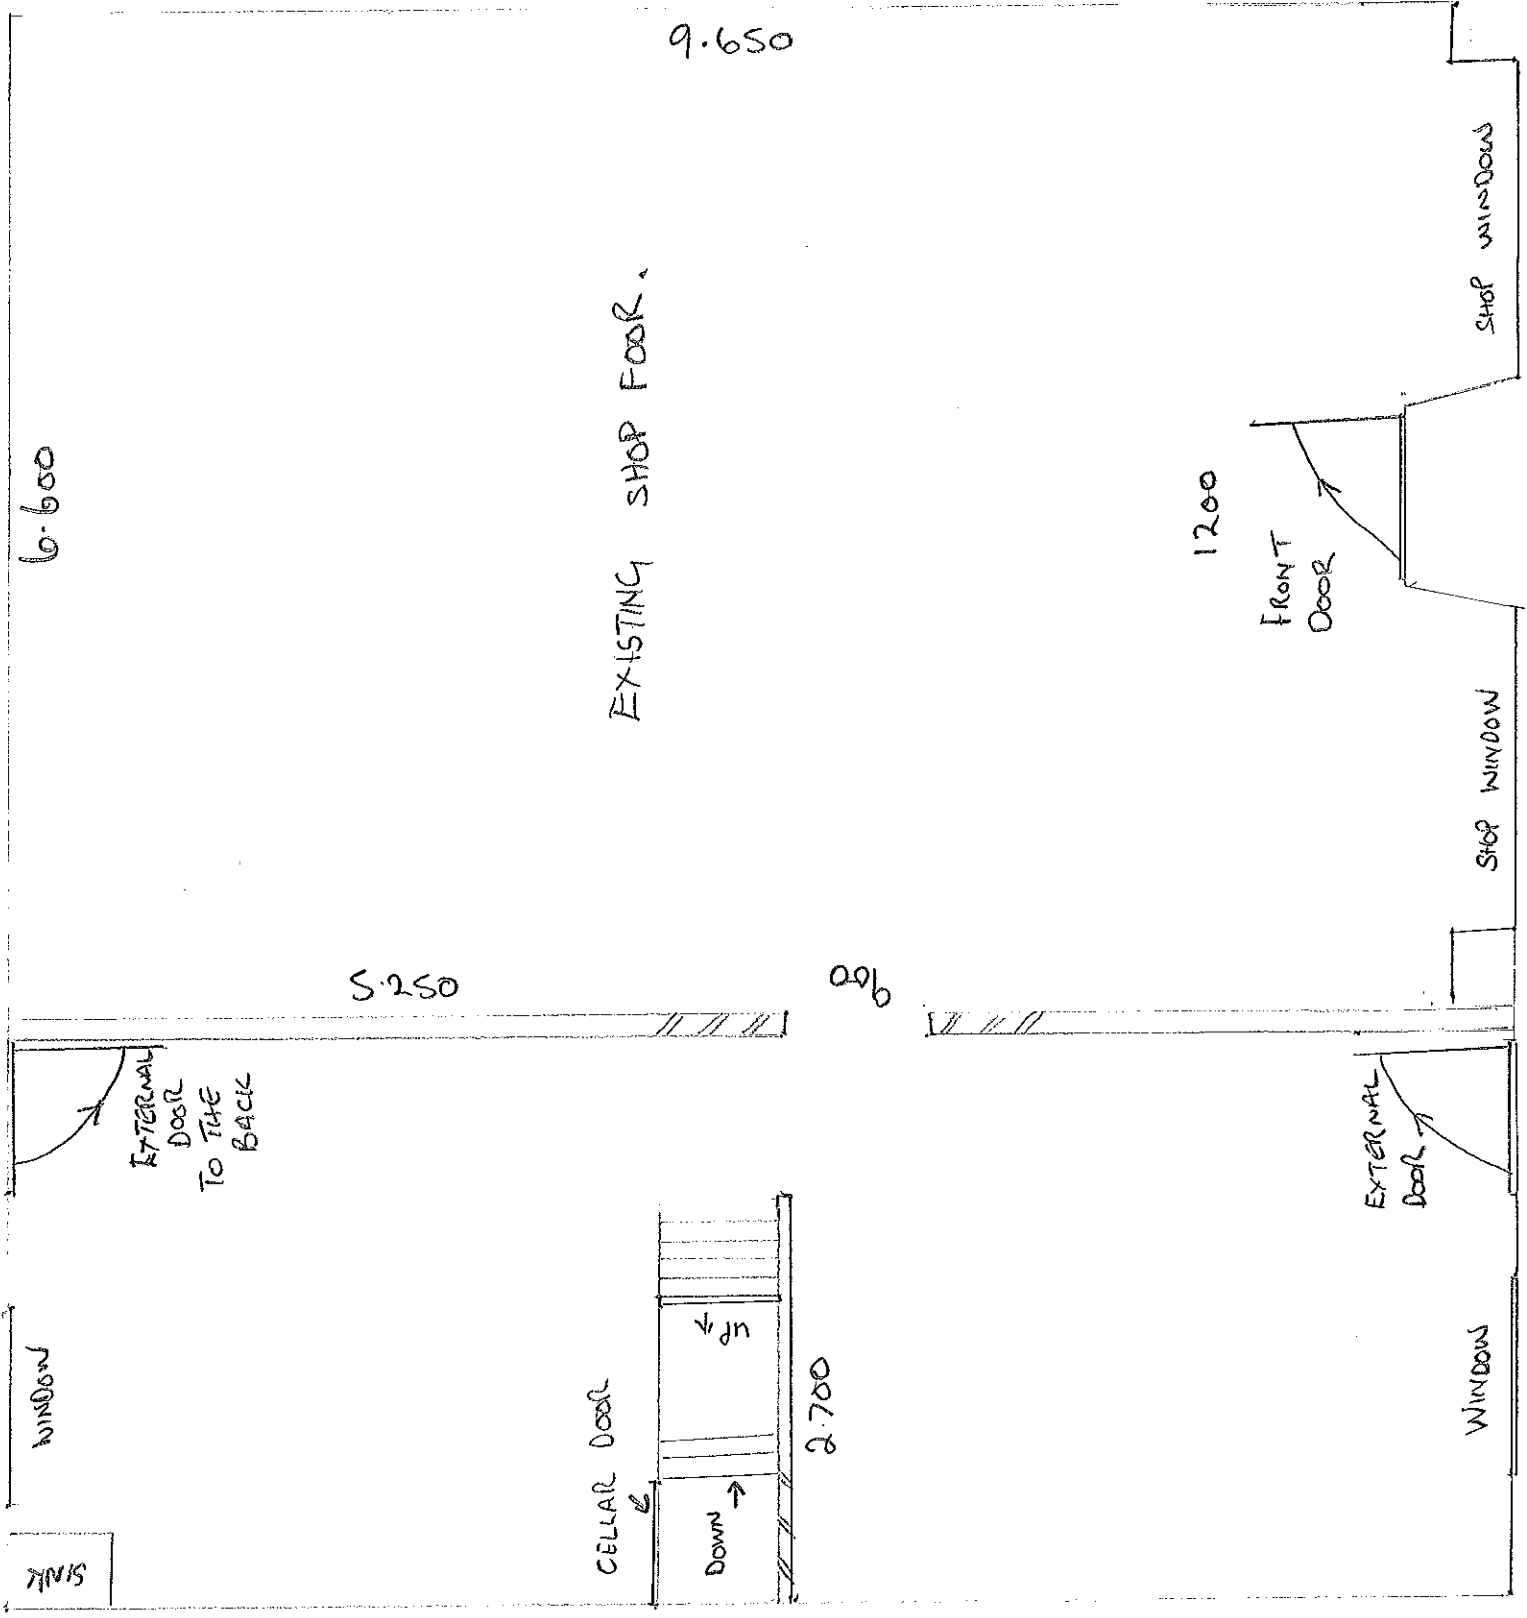 9.650
6.600
EXISTING SHOP FOOR.
SHOP WINDOW
1200
FRONT
DOOR
SHOP WINDOW
5.250
900
EXTERNAL
DOOR
TO THE
BACK
EXTERNAL
DOOR
WINDOW
UP
CELLAR DOOR
DOWN
2.700
WINDOW
SINK